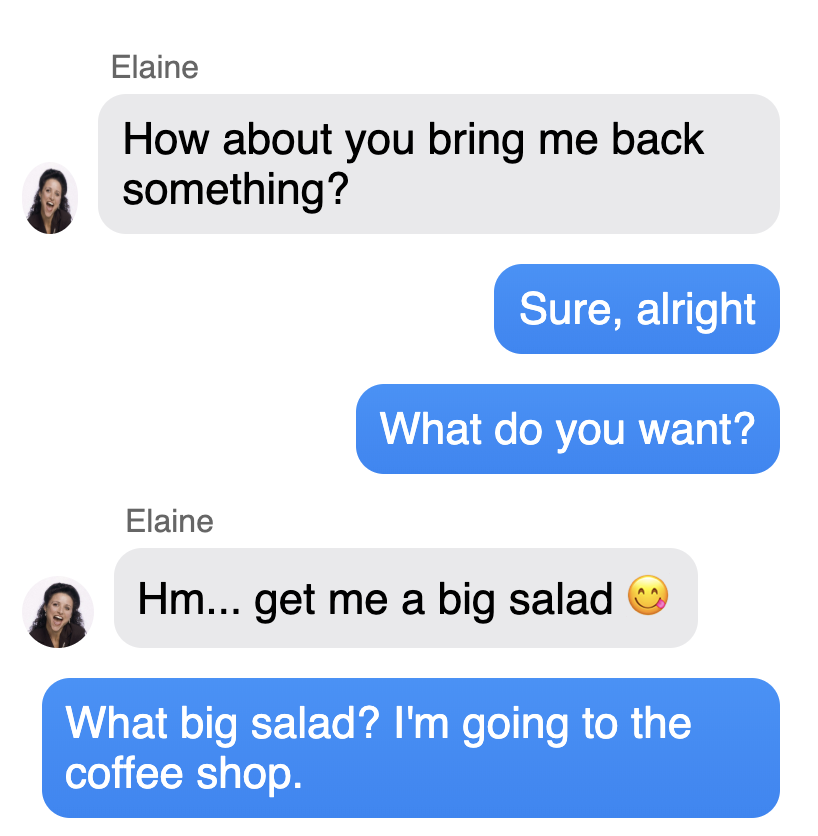 Elaine
How about you bring me back
something?
Sure, alright
What do you want?
Elaine
Hm... get me a big salad 😋
What big salad? I'm going to the
coffee shop.